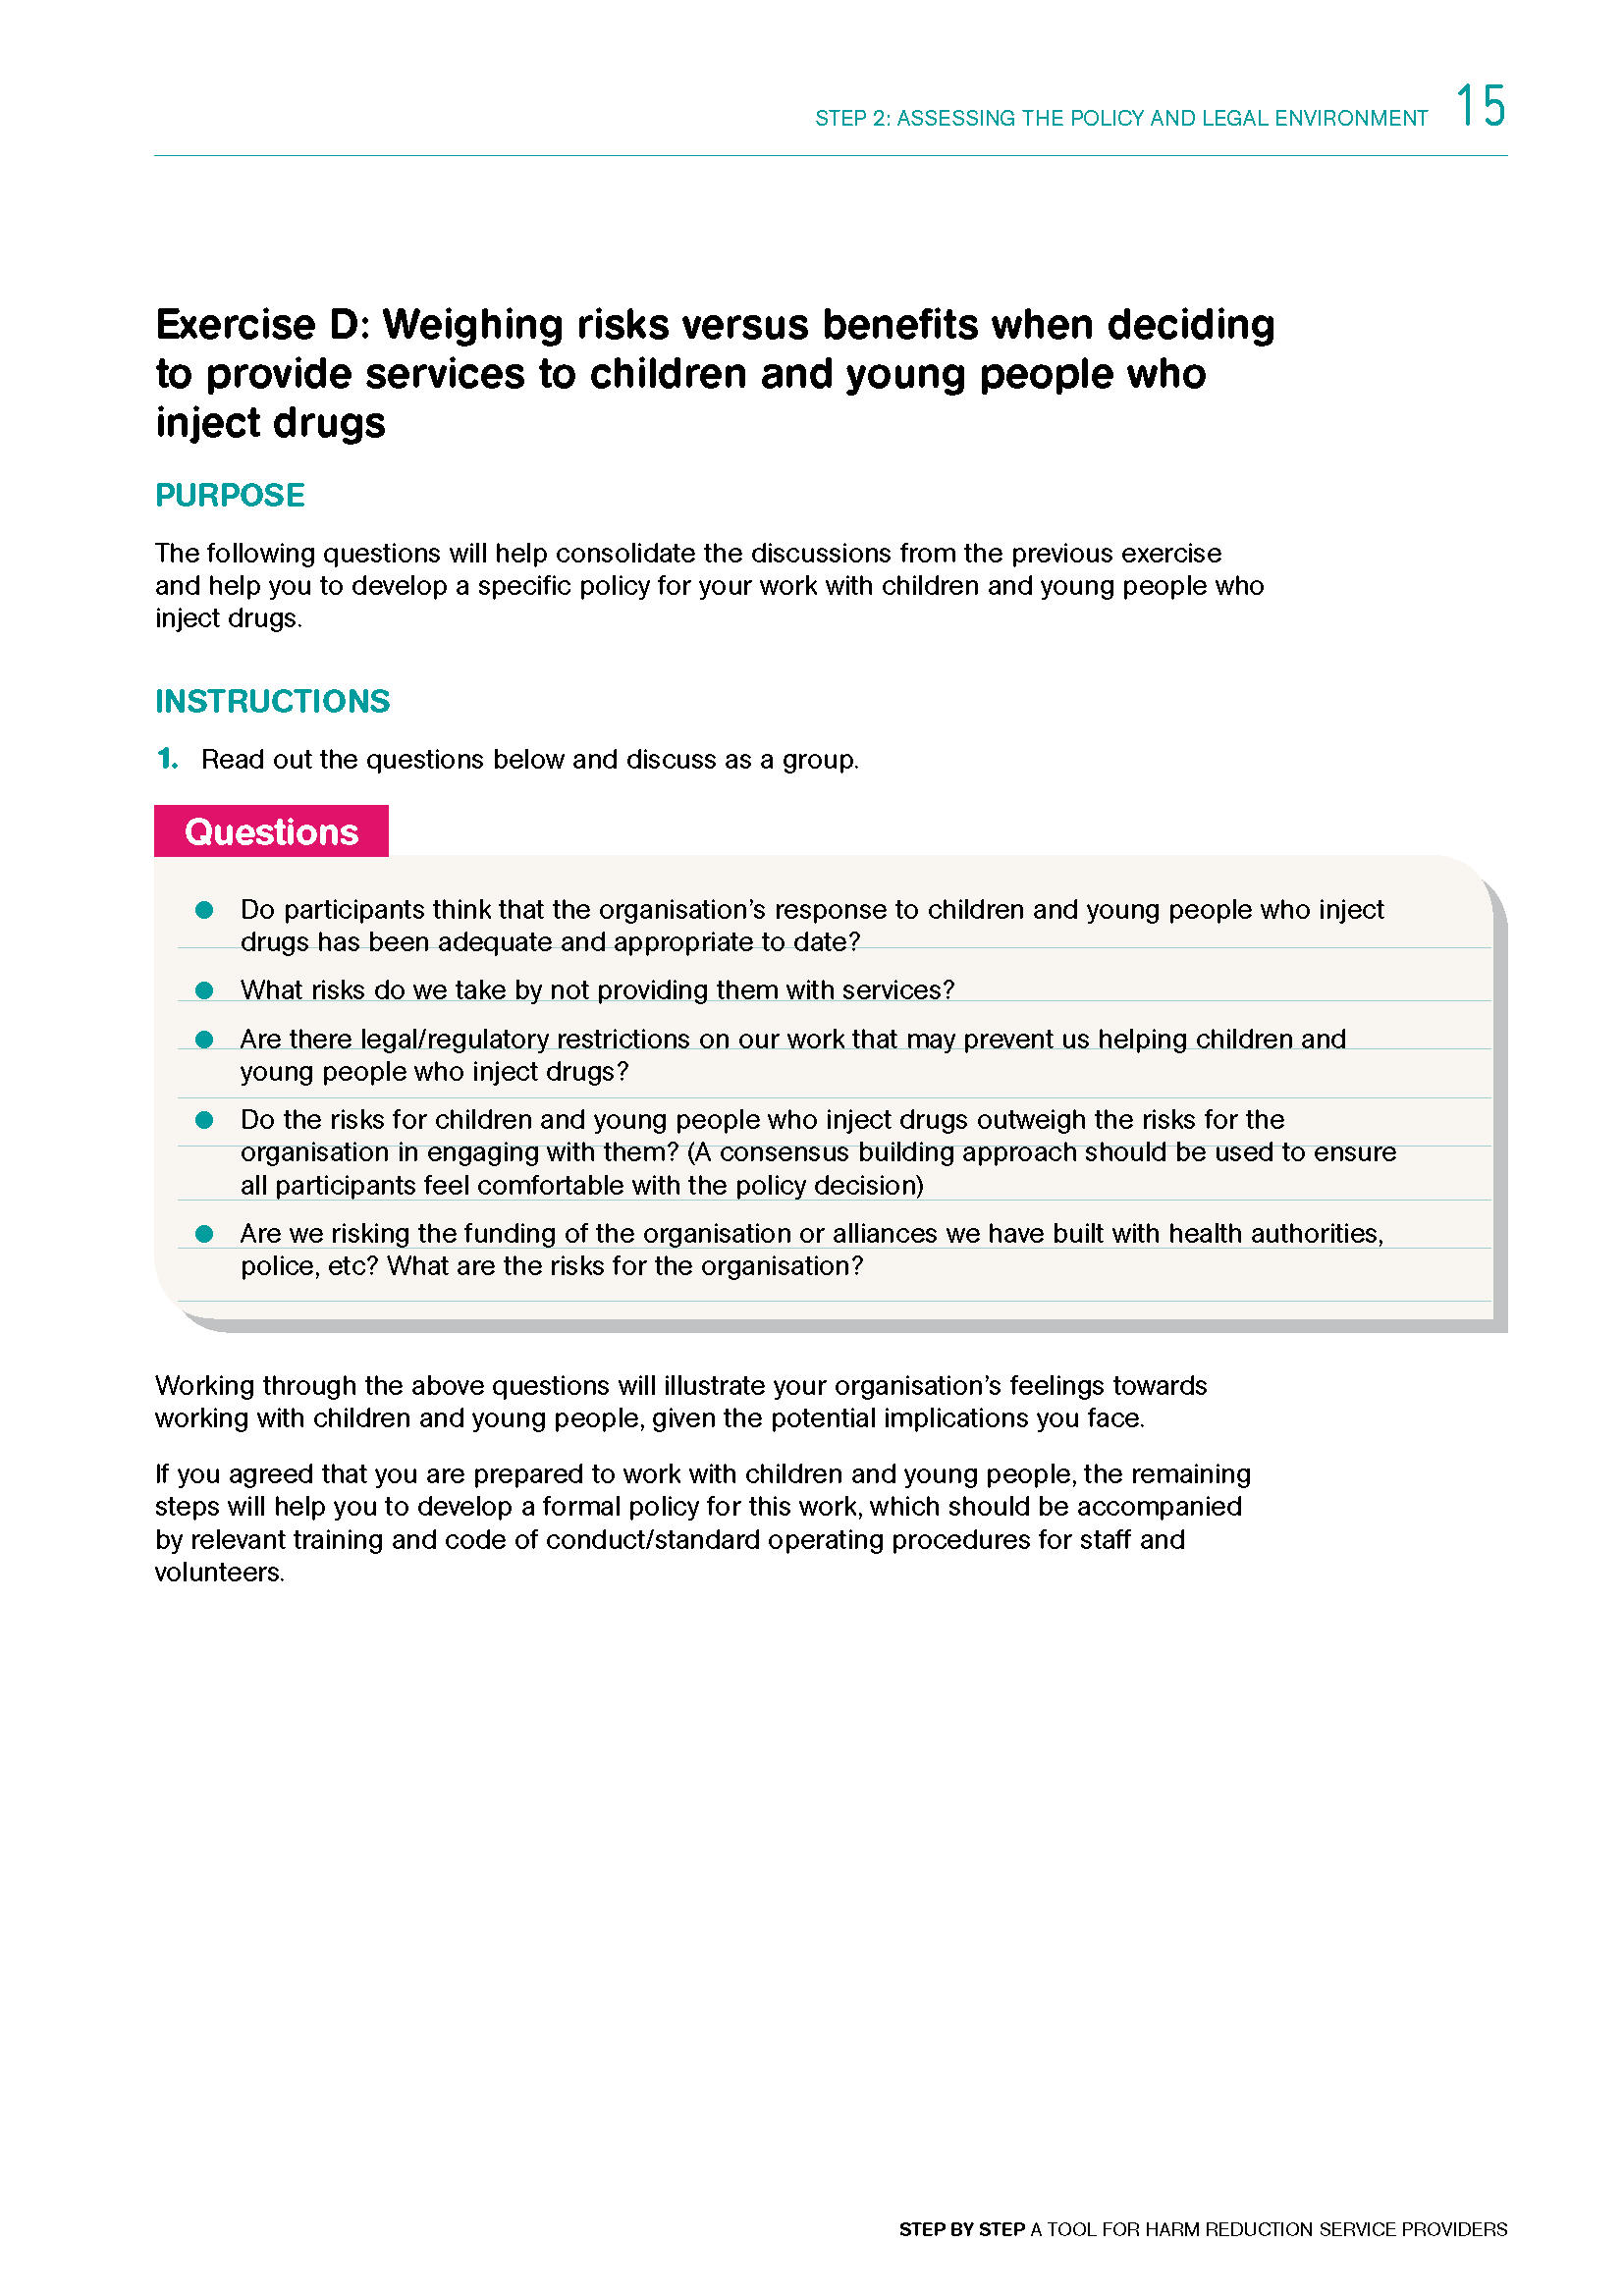 STEP 2: ASSESSING THE POLICY AND LEGAL ENVIRONMENT 15
Exercise D: Weighing risks versus benefits when deciding
to provide services to children and young people who
inject drugs
PURPOSE
The following questions will help consolidate the discussions from the previous exercise
and help you to develop a specific policy for your work with children and young people who
inject drugs.
INSTRUCTIONS
1. Read out the questions below and discuss as a group.
Questions
● Do participants think that the organisation’s response to children and young people who inject
drugs has been adequate and appropriate to date?
● What risks do we take by not providing them with services?
● Are there legal/regulatory restrictions on our work that may prevent us helping children and
young people who inject drugs?
● Do the risks for children and young people who inject drugs outweigh the risks for the
organisation in engaging with them? (A consensus building approach should be used to ensure
all participants feel comfortable with the policy decision)
● Are we risking the funding of the organisation or alliances we have built with health authorities,
police, etc? What are the risks for the organisation?
Working through the above questions will illustrate your organisation’s feelings towards
working with children and young people, given the potential implications you face.
If you agreed that you are prepared to work with children and young people, the remaining
steps will help you to develop a formal policy for this work, which should be accompanied
by relevant training and code of conduct/standard operating procedures for staff and
volunteers.
STEP BY STEP A TOOL FOR HARM REDUCTION SERVICE PROVIDERS